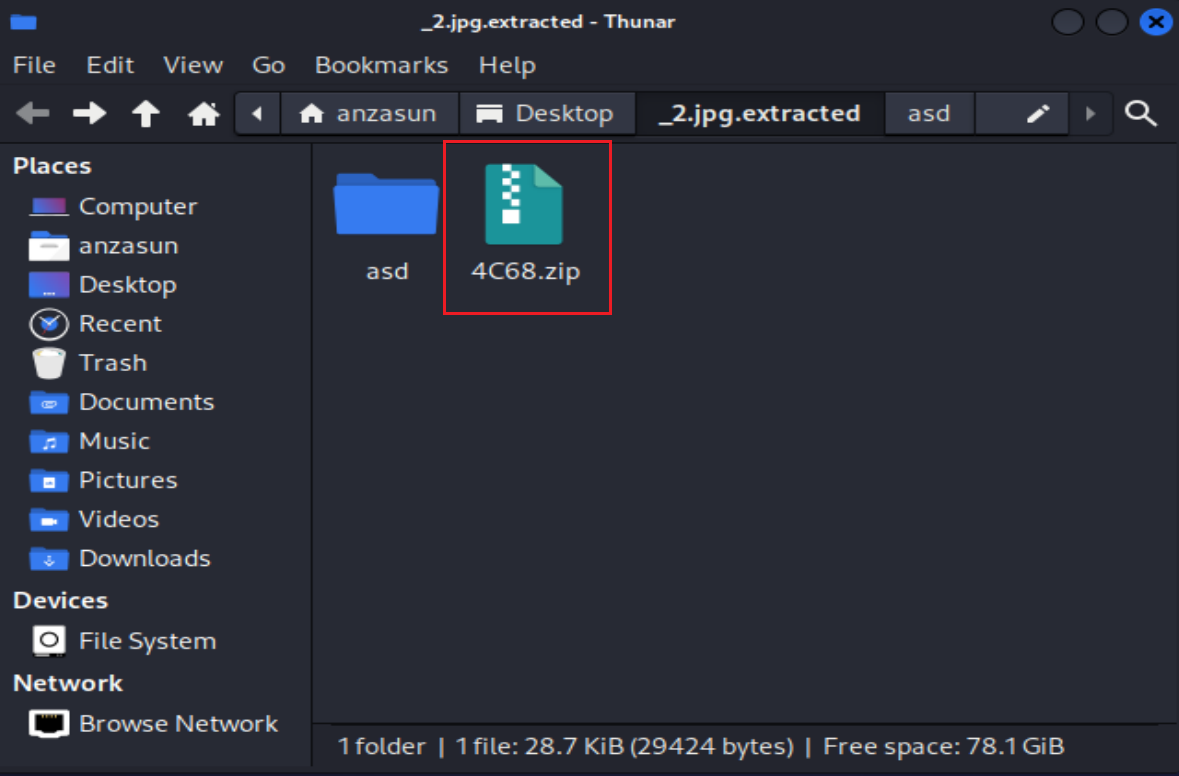 _2.jpg.extracted - Thunar
File Edit View Go Bookmarks Help
anzasun Desktop _2.jpg.extracted asd
Places
Computer
anzasun
Desktop
Recent
Trash
Documents
Music
Pictures
Videos
Downloads
Devices
File System
Network
Browse Network
asd
4C68.zip
1 folder | 1 file: 28.7 KiB (29424 bytes) | Free space: 78.1 GiB